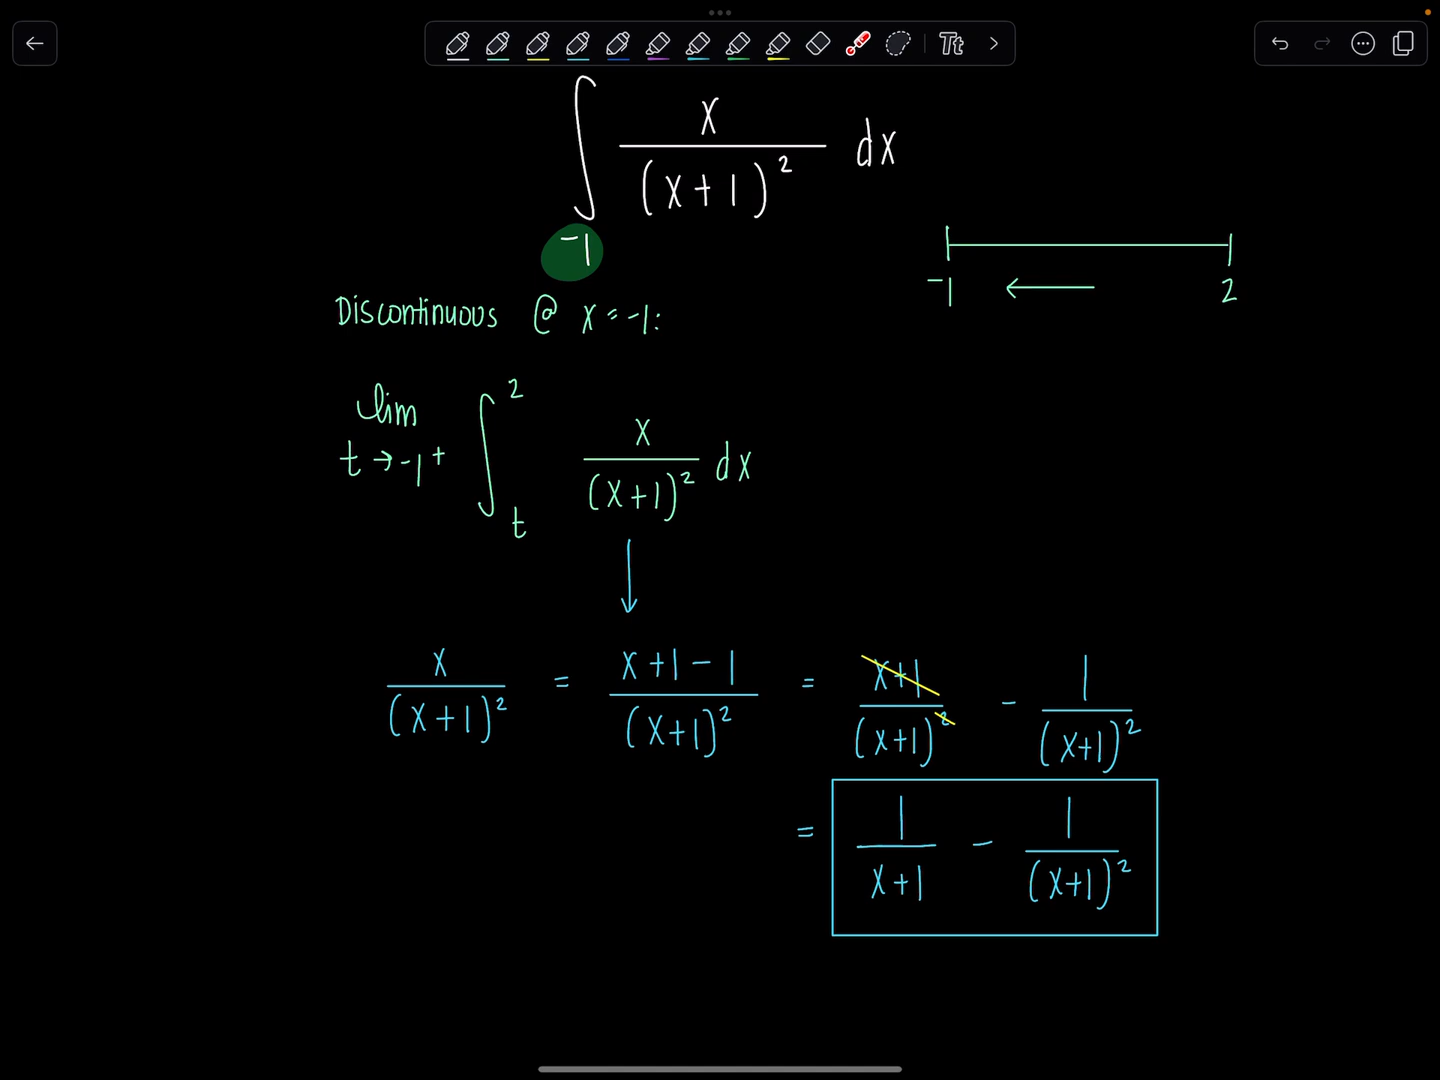 ∫ x / (x+1)² dx
-1
-1 2
Discontinuous @ x = -1:
lim t → -1⁺ ∫ₜ² x / (x+1)² dx
x / (x+1)² = x+1-1 / (x+1)² = x+1 / (x+1)² - 1 / (x+1)²
= 1 / x+1 - 1 / (x+1)²
Tt